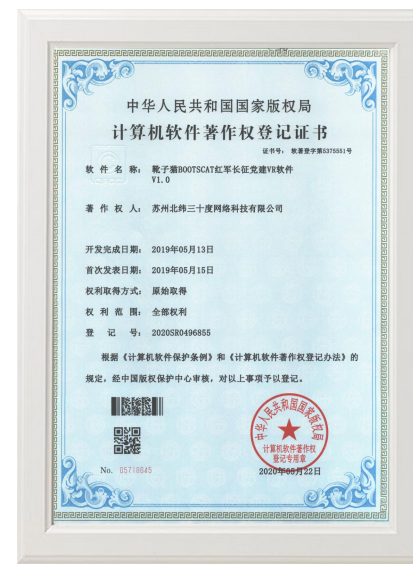 中华人民共和国国家版权局
计算机软件著作权登记证书
证书号： 软著登字第5375551号
软 件 名 称： 靴子猫BOOTSCAT红军长征党建VR软件
V1.0
著 作 权 人： 苏州北纬三十度网络科技有限公司
开发完成日期： 2019年05月13日
首次发表日期： 2019年05月15日
权利取得方式： 原始取得
权 利 范 围： 全部权利
登 记 号： 2020SR0496855
根据《计算机软件保护条例》和《计算机软件著作权登记办法》的
规定，经中国版权保护中心审核，对以上事项予以登记。
中华人民共和国国家版权局
计算机软件著作权
登记专用章
No. 05718645
2020年05月22日